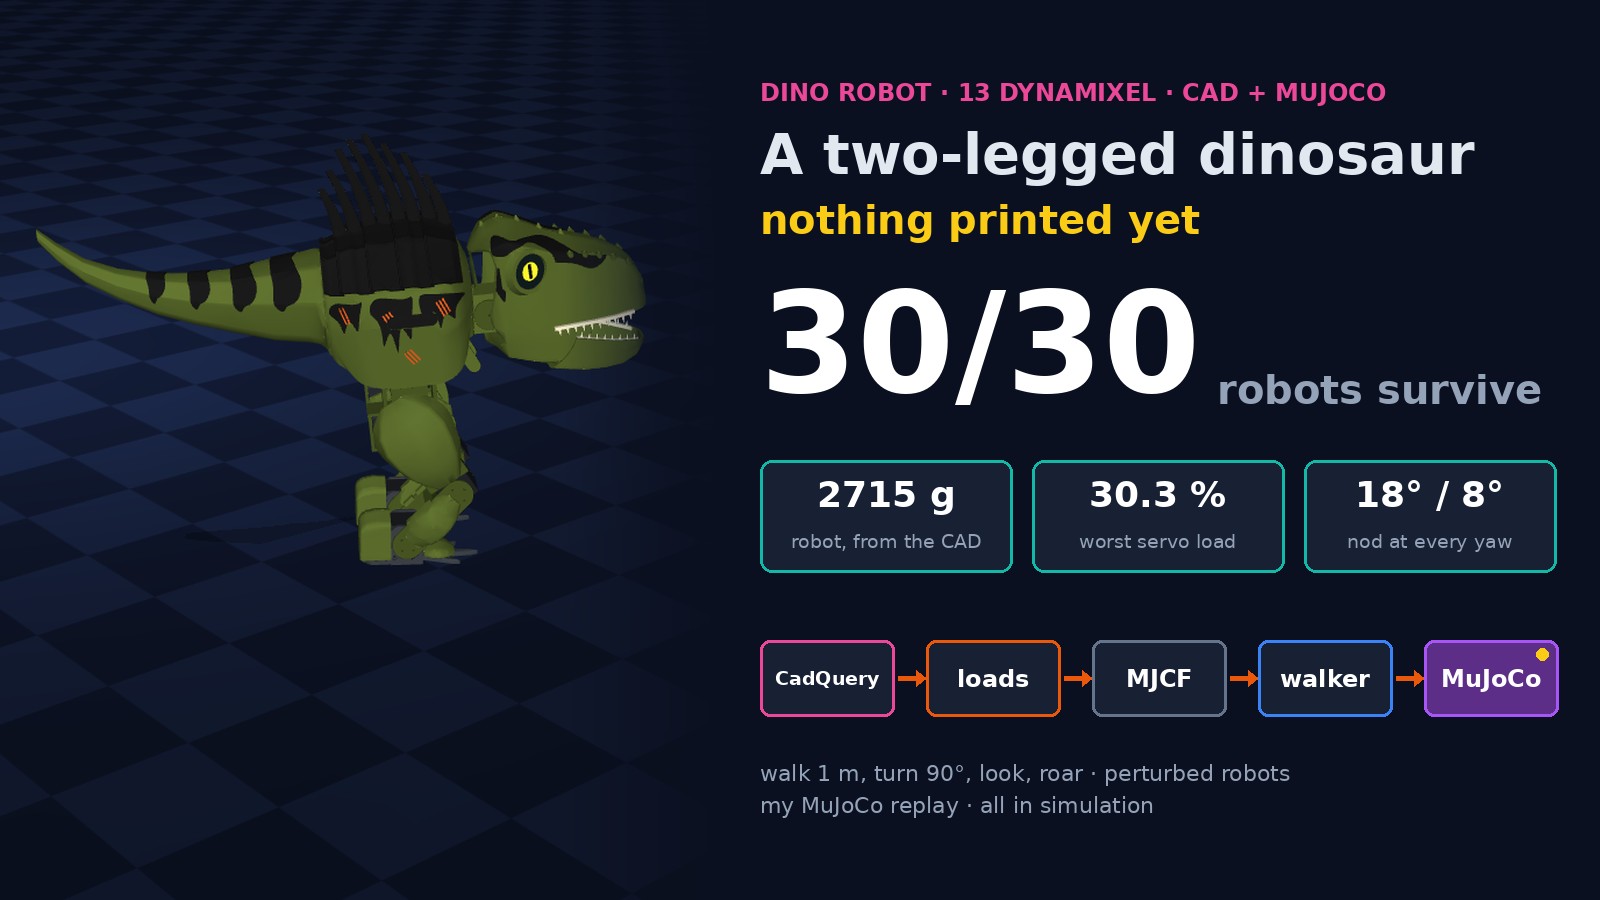 DINO ROBOT · 13 DYNAMIXEL · CAD + MUJOCO
A two-legged dinosaur
nothing printed yet
30/30 robots survive
2715 g
robot, from the CAD
30.3 %
worst servo load
18° / 8°
nod at every yaw
CadQuery
loads
MJCF
walker
MuJoCo
walk 1 m, turn 90°, look, roar · perturbed robots
my MuJoCo replay · all in simulation